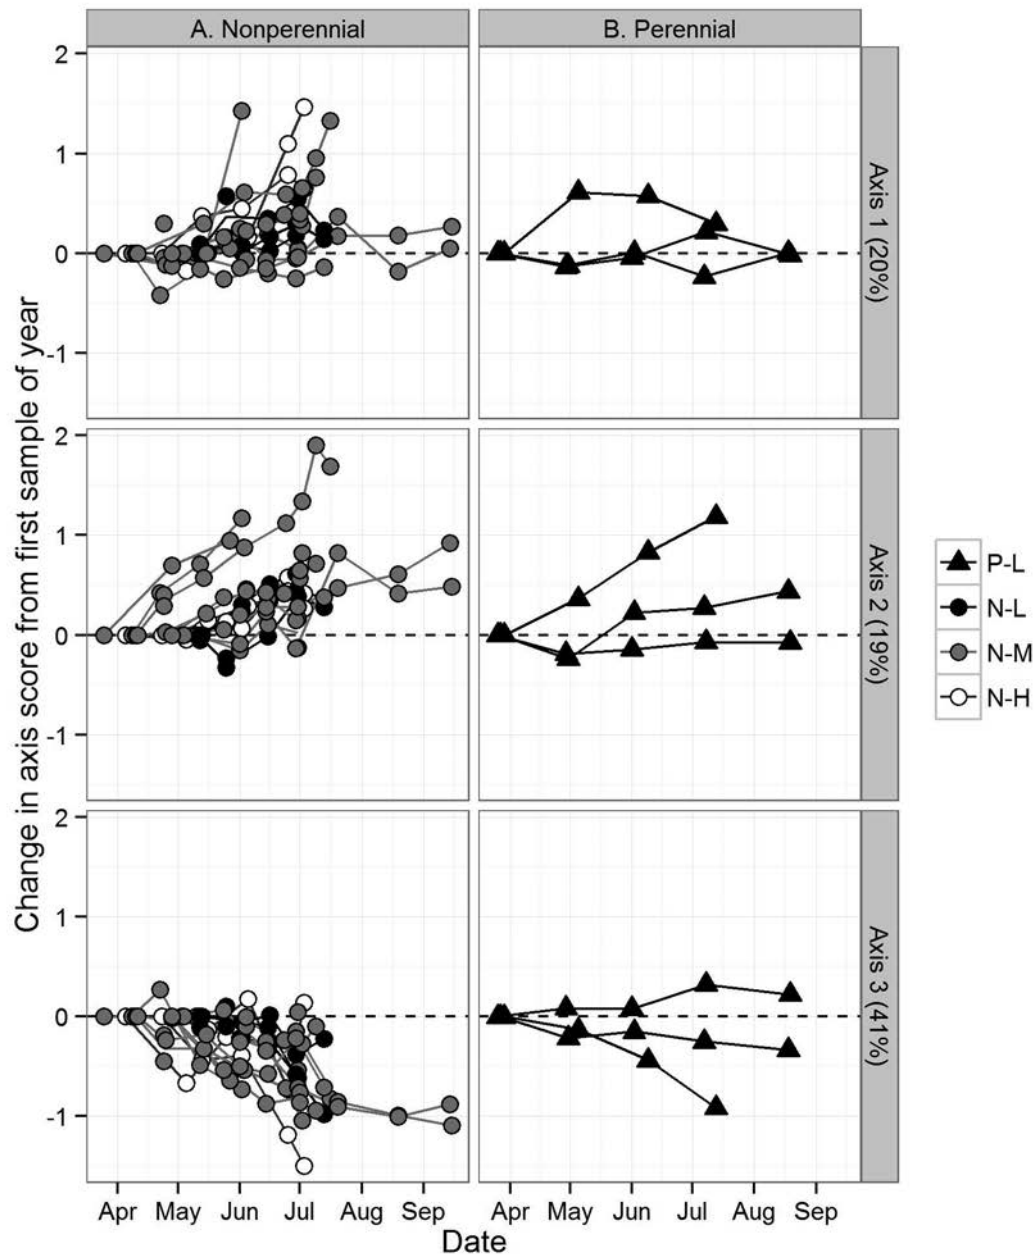 A. Nonperennial
B. Perennial
Change in axis score from first sample of year
2
1
0
-1
Axis 1 (20%)
2
1
0
-1
Axis 2 (19%)
2
1
0
-1
Axis 3 (41%)
Apr May Jun Jul Aug Sep
Apr May Jun Jul Aug Sep
Date
P-L
N-L
N-M
N-H